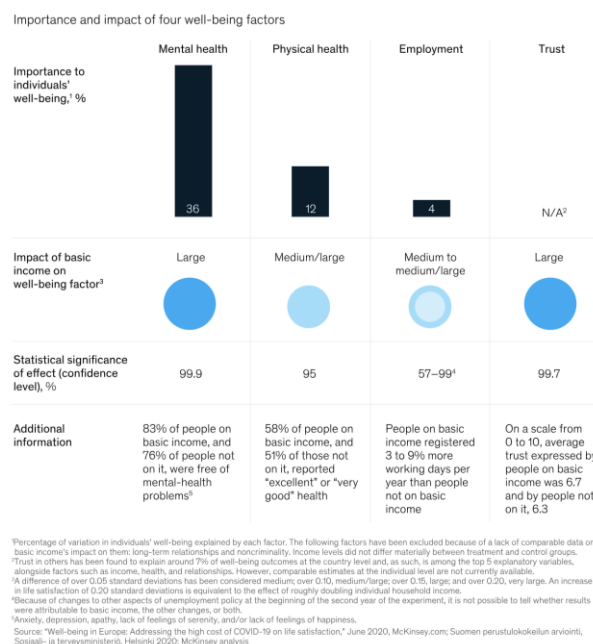 Importance and impact of four well-being factors
Mental health
Physical health
Employment
Trust
Importance to
individuals'
well-being,¹ %
36
12
4
N/A²
Impact of basic
income on
well-being factor³
Large
Medium/large
Medium to
medium/large
Large
Statistical significance
of effect (confidence
level), %
99.9
95
57–99⁴
99.7
Additional
information
83% of people on
basic income, and
76% of people not
on it, were free of
mental-health
problems⁵
58% of people on
basic income, and
51% of those not
on it, reported
“excellent” or “very
good” health
People on basic
income registered
3 to 9% more
working days per
year than people
not on basic
income
On a scale from
0 to 10, average
trust expressed by
people on basic
income was 6.7
and by people not
on it, 6.3
¹Percentage of variation in individuals' well-being explained by each factor. The following factors have been excluded because of a lack of comparable data or
basic income's impact on them: long-term relationships and noncriminality. Income levels did not differ materially between treatment and control groups.
²Trust in others has been found to explain around 7% of well-being outcomes at the country level and, as such, is among the top 5 explanatory variables,
alongside factors such as income, health, and relationships. However, comparable estimates at the individual level are not currently available.
³A difference of over 0.05 standard deviations has been considered medium; over 0.10, medium/large; over 0.15, large; and over 0.20, very large. An increase
in life satisfaction of 0.20 standard deviations is equivalent to the effect of roughly doubling individual household income.
⁴Because of changes to other aspects of unemployment policy at the beginning of the second year of the experiment, it is not possible to tell whether results
were attributable to basic income, the other changes, or both.
⁵Anxiety, depression, apathy, lack of feelings of serenity, and/or lack of feelings of happiness.
Source: “Well-being in Europe: Addressing the high cost of COVID-19 on life satisfaction,” June 2020, McKinsey.com; Suomen perustulokokeilun arviointi,
Sosiaali- ja terveysministeriö, Helsinki 2020; McKinsey analysis